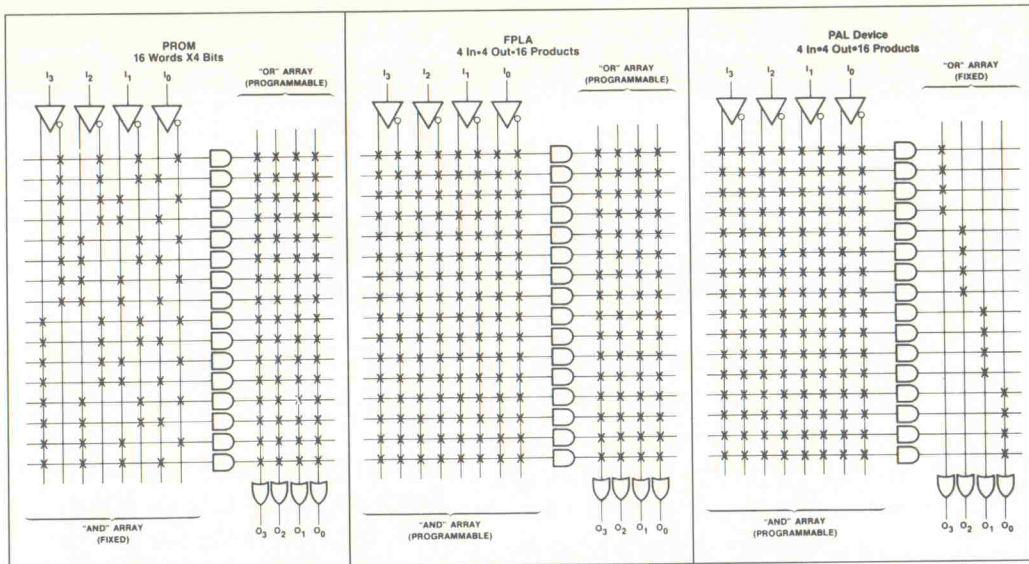 PROM
16 Words X4 Bits
"OR" ARRAY
(PROGRAMMABLE)
I3 I2 I1 I0
"AND" ARRAY
(FIXED)
O3 O2 O1 O0
FPLA
4 In•4 Out•16 Products
"OR" ARRAY
(PROGRAMMABLE)
I3 I2 I1 I0
"AND" ARRAY
(PROGRAMMABLE)
O3 O2 O1 O0
PAL Device
4 In•4 Out•16 Products
"OR" ARRAY
(FIXED)
I3 I2 I1 I0
"AND" ARRAY
(PROGRAMMABLE)
O3 O2 O1 O0